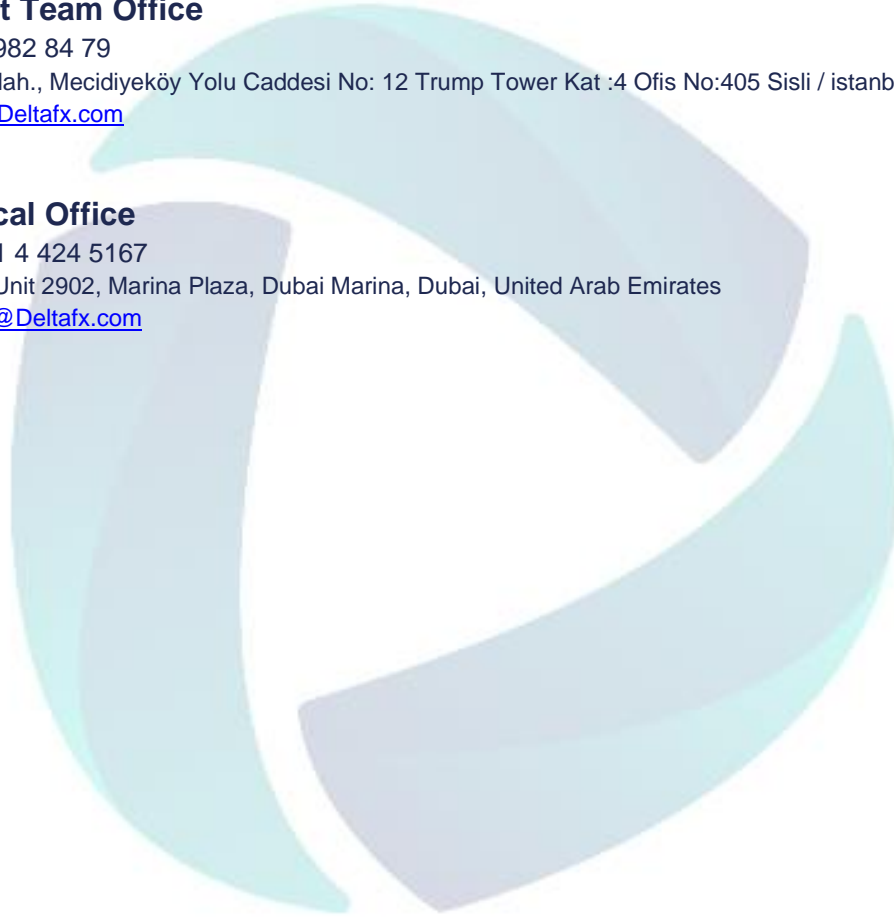 t Team Office
982 84 79
lah., Mecidiyeköy Yolu Caddesi No: 12 Trump Tower Kat :4 Ofis No:405 Sisli / istanb
Deltafx.com
cal Office
1 4 424 5167
Unit 2902, Marina Plaza, Dubai Marina, Dubai, United Arab Emirates
@Deltafx.com